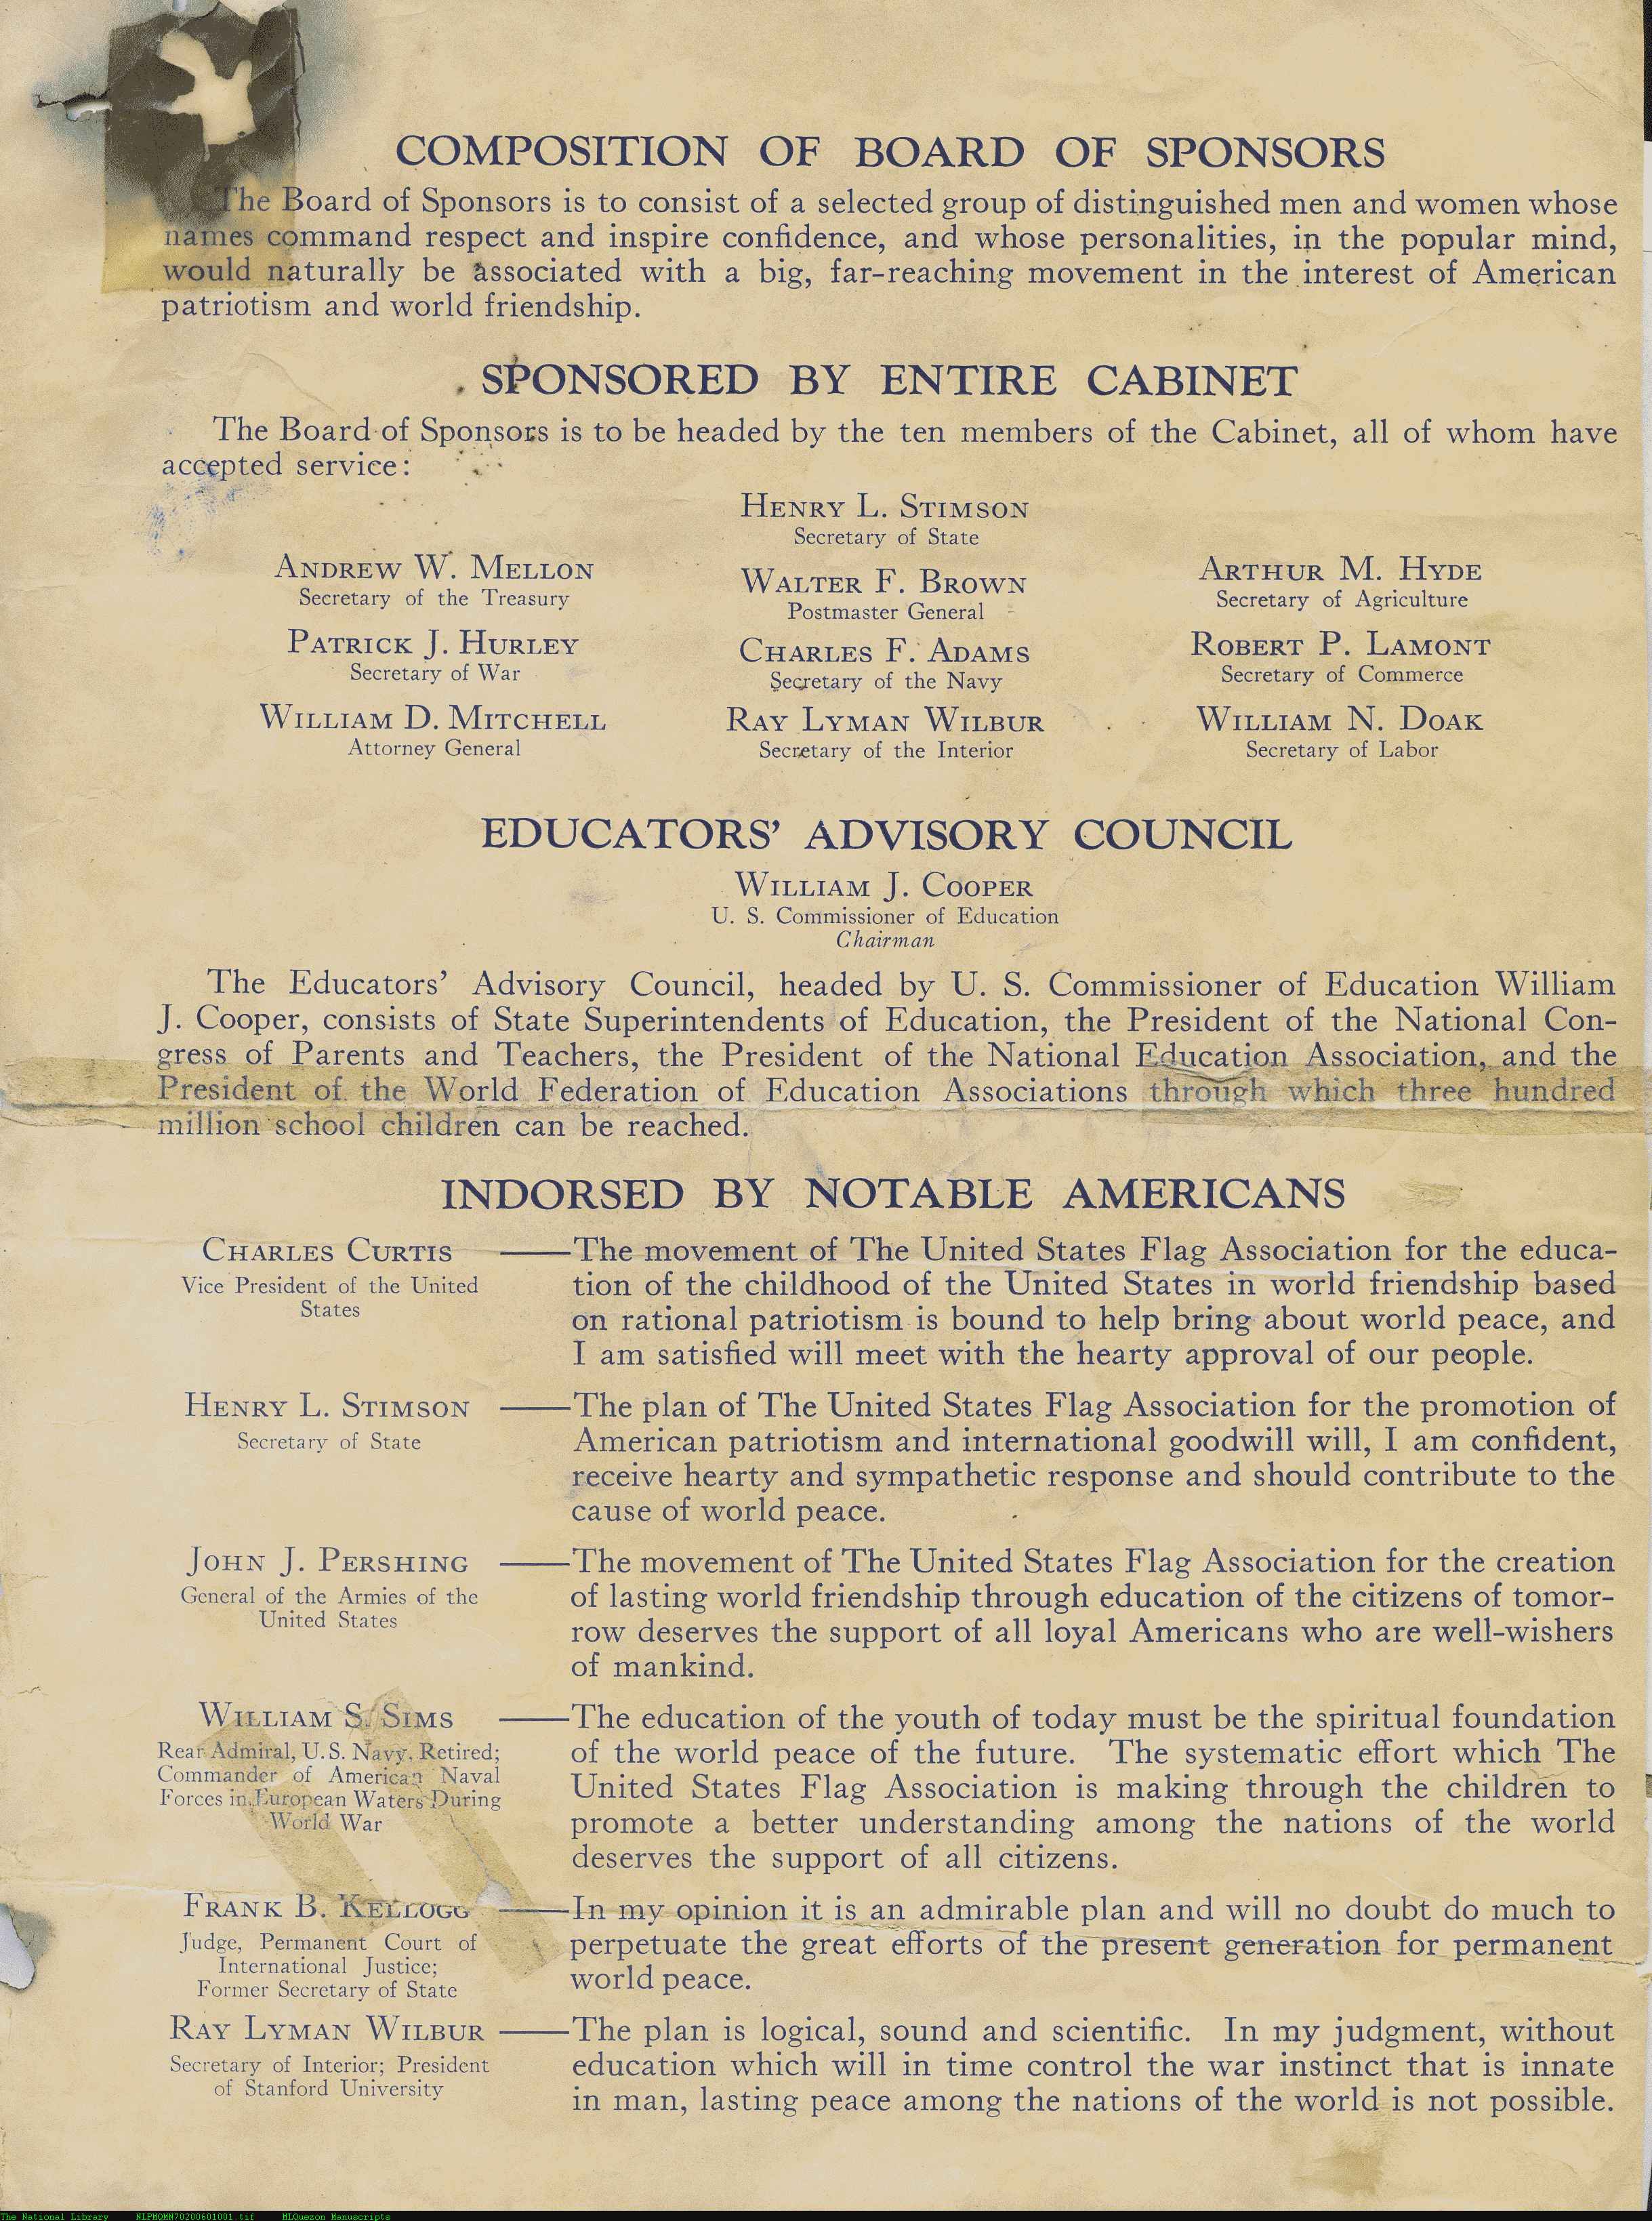 COMPOSITION OF BOARD OF SPONSORS
The Board of Sponsors is to consist of a selected group of distinguished men and women whose
names command respect and inspire confidence, and whose personalities, in the popular mind,
would naturally be associated with a big, far-reaching movement in the interest of American
patriotism and world friendship.
SPONSORED BY ENTIRE CABINET
The Board of Sponsors is to be headed by the ten members of the Cabinet, all of whom have
accepted service:
HENRY L. STIMSON
Secretary of State
ANDREW W. MELLON
Secretary of the Treasury
PATRICK J. HURLEY
Secretary of War
WILLIAM D. MITCHELL
Attorney General
WALTER F. BROWN
Postmaster General
CHARLES F. ADAMS
Secretary of the Navy
RAY LYMAN WILBUR
Secretary of the Interior
ARTHUR M. HYDE
Secretary of Agriculture
ROBERT P. LAMONT
Secretary of Commerce
WILLIAM N. DOAK
Secretary of Labor
EDUCATORS' ADVISORY COUNCIL
WILLIAM J. COOPER
U. S. Commissioner of Education
Chairman
The Educators' Advisory Council, headed by U. S. Commissioner of Education William
J. Cooper, consists of State Superintendents of Education, the President of the National Con-
gress of Parents and Teachers, the President of the National Education Association, and the
President of the World Federation of Education Associations through which three hundred
million school children can be reached.
INDORSED BY NOTABLE AMERICANS
CHARLES CURTIS
Vice President of the United
States
——The movement of The United States Flag Association for the educa-
tion of the childhood of the United States in world friendship based
on rational patriotism is bound to help bring about world peace, and
I am satisfied will meet with the hearty approval of our people.
HENRY L. STIMSON
Secretary of State
——The plan of The United States Flag Association for the promotion of
American patriotism and international goodwill will, I am confident,
receive hearty and sympathetic response and should contribute to the
cause of world peace.
JOHN J. PERSHING
General of the Armies of the
United States
——The movement of The United States Flag Association for the creation
of lasting world friendship through education of the citizens of tomor-
row deserves the support of all loyal Americans who are well-wishers
of mankind.
WILLIAM S. SIMS
Rear Admiral, U. S. Navy, Retired;
Commander of American Naval
Forces in European Waters During
World War
——The education of the youth of today must be the spiritual foundation
of the world peace of the future. The systematic effort which The
United States Flag Association is making through the children to
promote a better understanding among the nations of the world
deserves the support of all citizens.
FRANK B. KELLOGG
Judge, Permanent Court of
International Justice;
Former Secretary of State
——In my opinion it is an admirable plan and will no doubt do much to
perpetuate the great efforts of the present generation for permanent
world peace.
RAY LYMAN WILBUR
Secretary of Interior; President
of Stanford University
——The plan is logical, sound and scientific. In my judgment, without
education which will in time control the war instinct that is innate
in man, lasting peace among the nations of the world is not possible.
The National Library NLPMQMN70200601001.tif MLQuezon Manuscripts